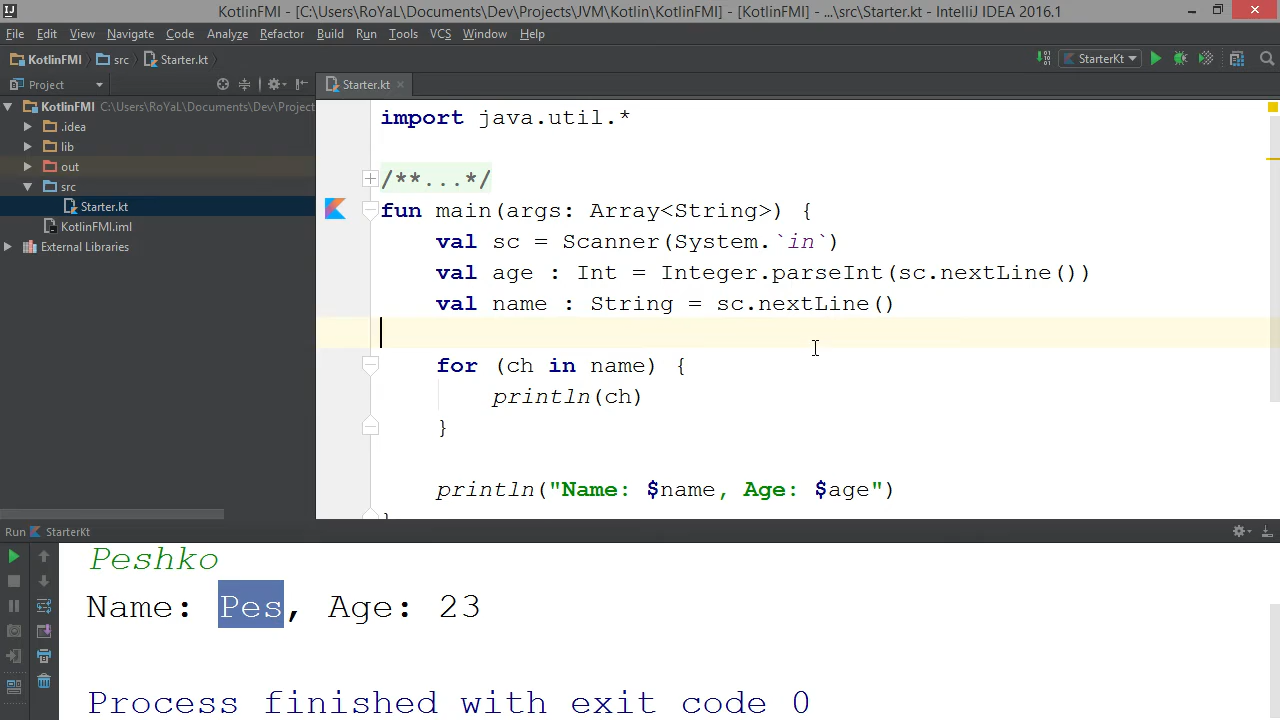 KotlinFMI - [C:\Users\RoYaL\Documents\Dev\Projects\JVM\Kotlin\KotlinFMI] - [KotlinFMI] - ...\src\Starter.kt - IntelliJ IDEA 2016.1
File Edit View Navigate Code Analyze Refactor Build Run Tools VCS Window Help
KotlinFMI src Starter.kt StarterKt
Project Starter.kt
KotlinFMI C:\Users\RoYaL\Documents\Dev\Project
.idea
lib
out
src
Starter.kt
KotlinFMI.iml
External Libraries
import java.util.*
/**...*/
fun main(args: Array<String>) {
val sc = Scanner(System.`in`)
val age : Int = Integer.parseInt(sc.nextLine())
val name : String = sc.nextLine()
for (ch in name) {
println(ch)
}
println("Name: $name, Age: $age")
}
Run StarterKt
Peshko
Name: Pes, Age: 23
Process finished with exit code 0